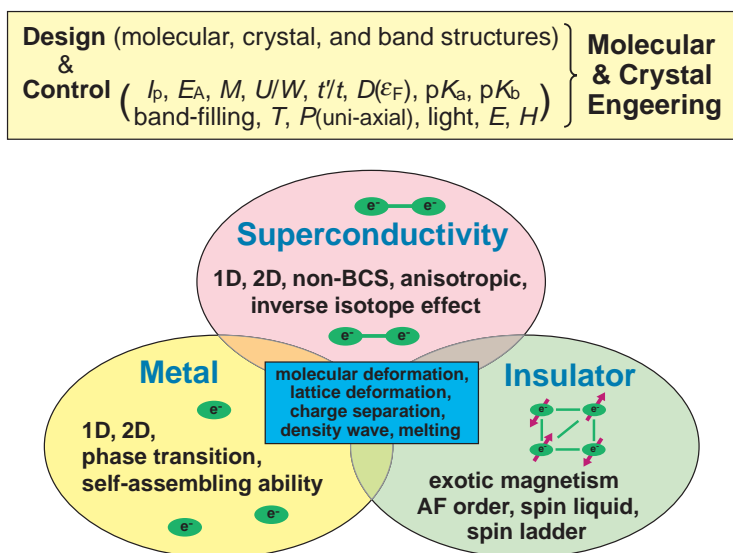 Design (molecular, crystal, and band structures)
&
Control ( Ip, EA, M, U/W, t'/t, D(εF), pKa, pKb
band-filling, T, P(uni-axial), light, E, H )
Molecular
& Crystal
Engeering
e- e-
Superconductivity
1D, 2D, non-BCS, anisotropic,
inverse isotope effect
e- e-
Metal
e-
1D, 2D,
phase transition,
self-assembling ability
e- e-
molecular deformation,
lattice deformation,
charge separation,
density wave, melting
Insulator
e- e-
e- e-
exotic magnetism
AF order, spin liquid,
spin ladder